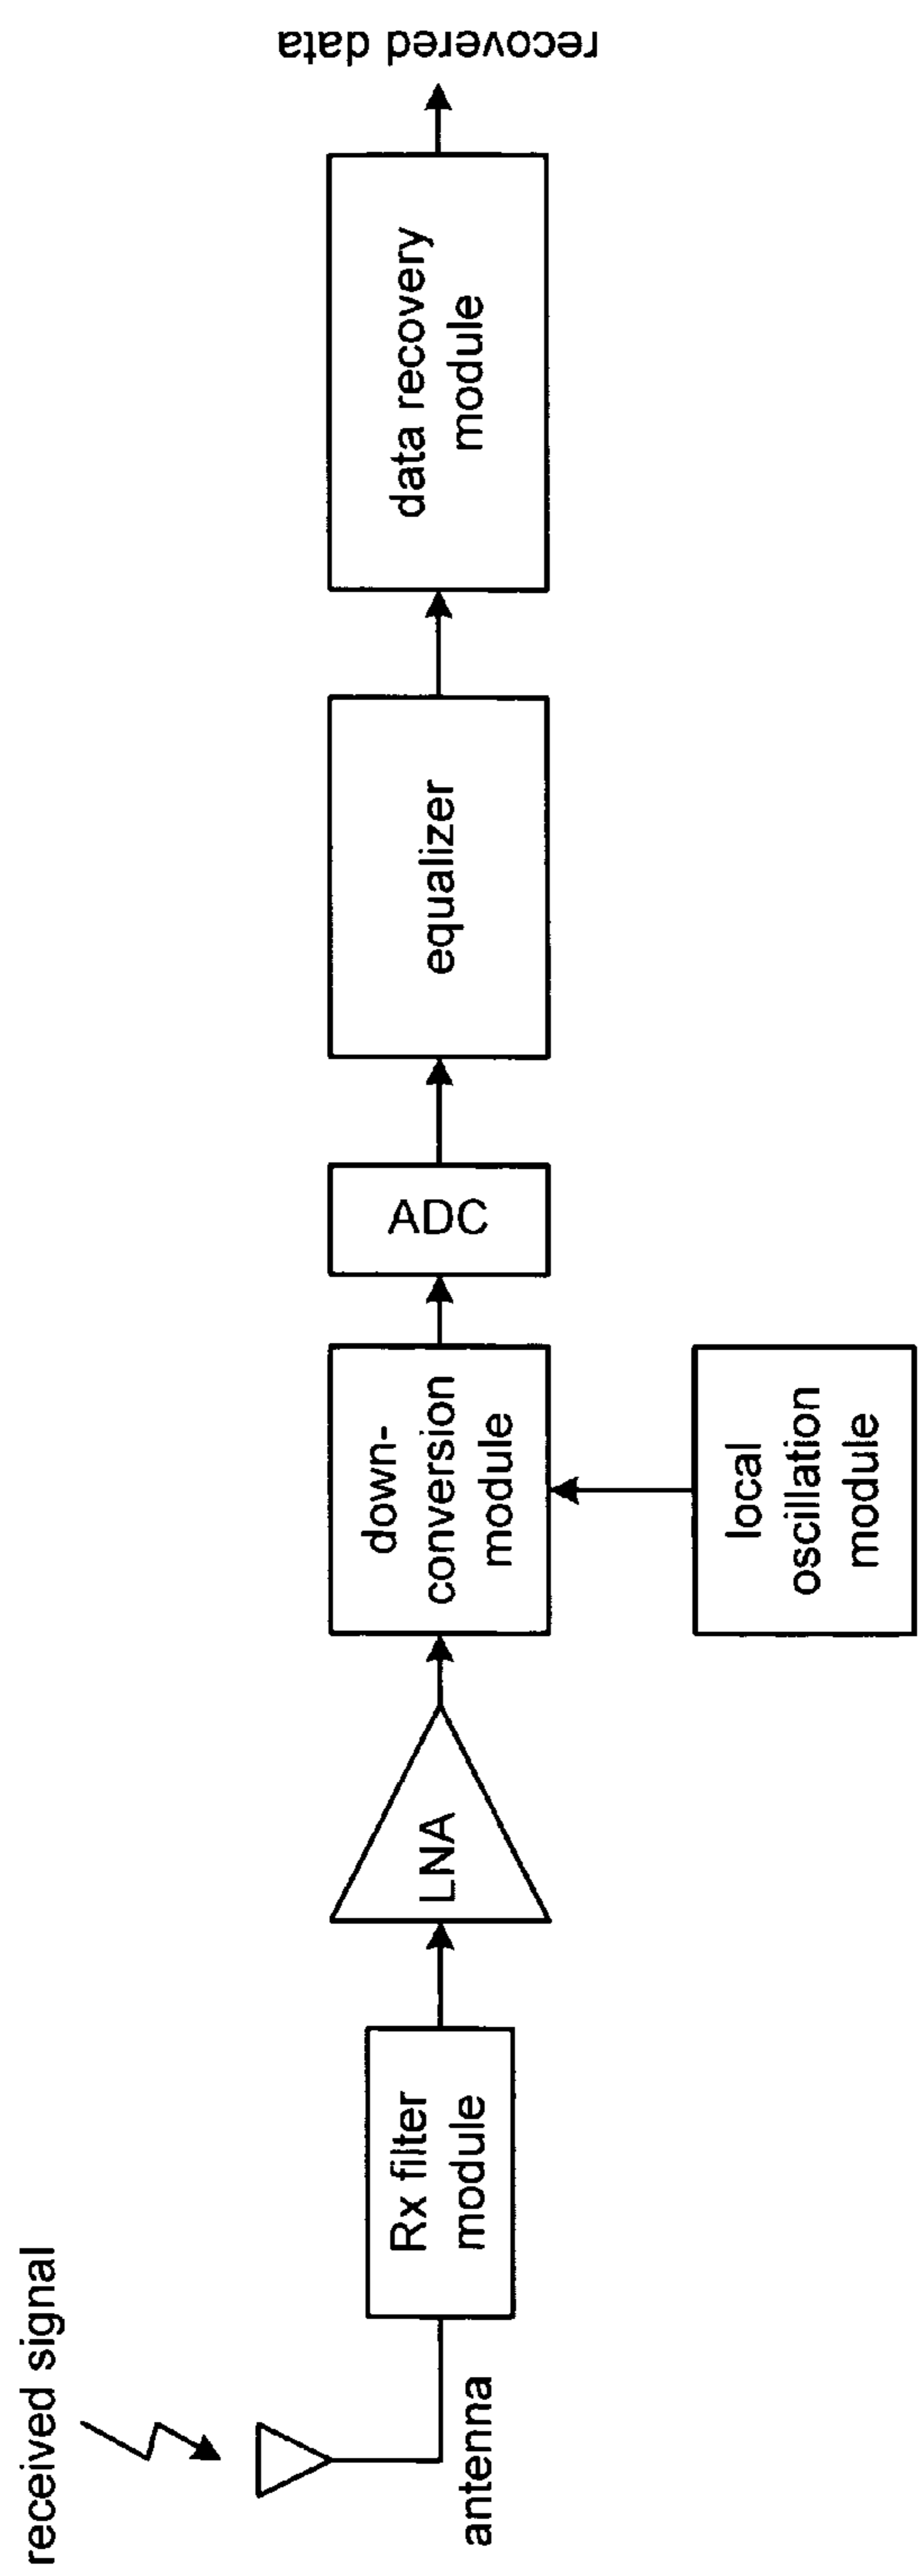 received signal
antenna
Rx filter
module
LNA
down-
conversion
module
local
oscillation
module
ADC
equalizer
data recovery
module
recovered data